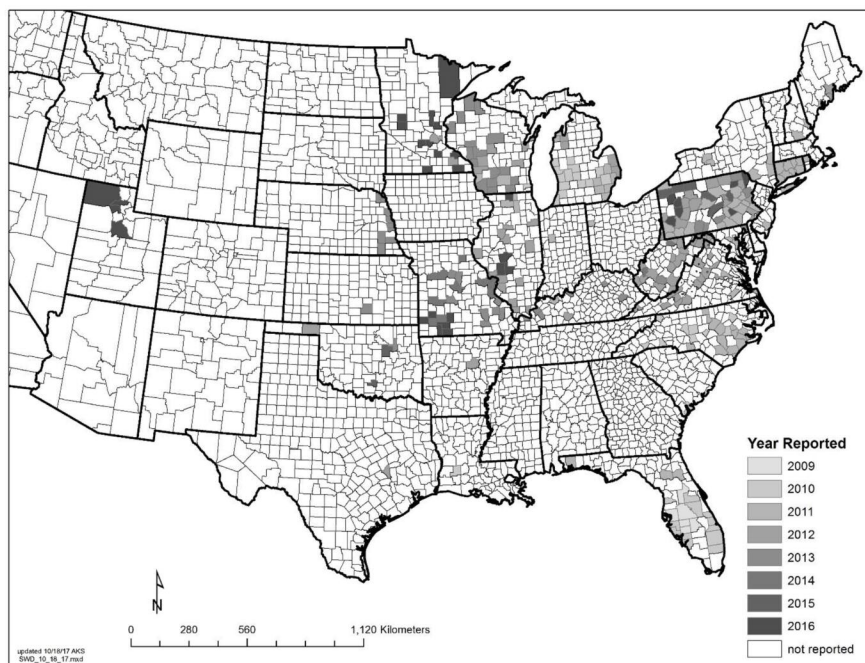 Year Reported
2009
2010
2011
2012
2013
2014
2015
2016
not reported
N
0 280 560 1,120 Kilometers
updated 10/18/17 AKS
SWD_10_16_17.mxd